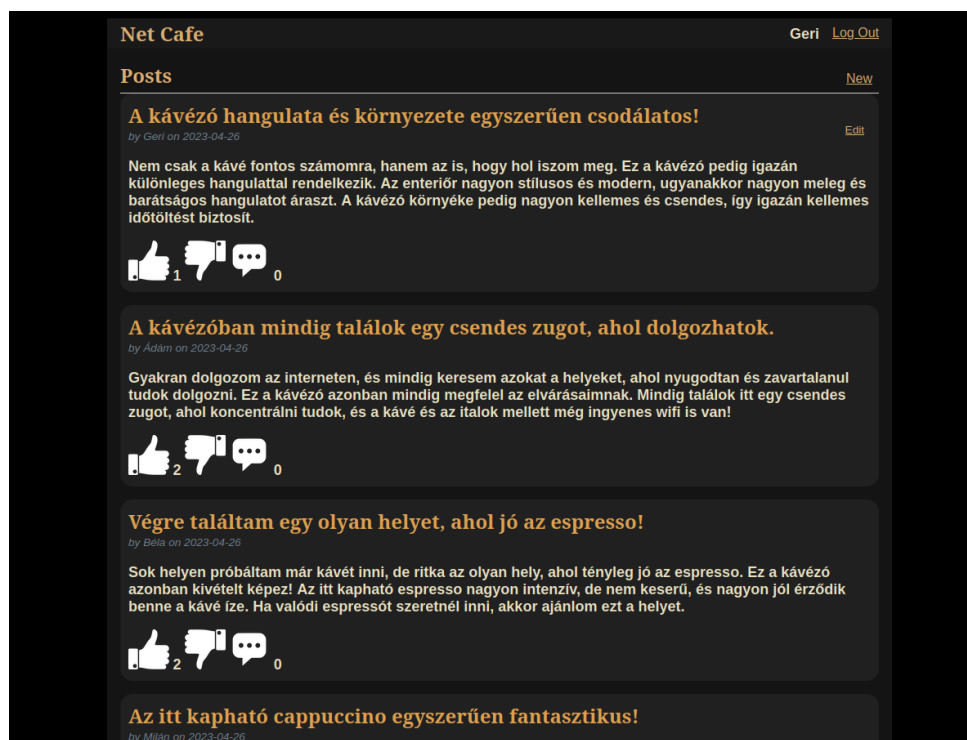 Net Cafe
Geri Log Out
Posts
New
A kávézó hangulata és környezete egyszerűen csodálatos!
by Geri on 2023-04-26
Edit
Nem csak a kávé fontos számomra, hanem az is, hogy hol iszom meg. Ez a kávézó pedig igazán
különleges hangulattal rendelkezik. Az enteriőr nagyon stílusos és modern, ugyanakkor nagyon meleg és
barátságos hangulatot áraszt. A kávézó környéke pedig nagyon kellemes és csendes, így igazán kellemes
időtöltést biztosít.
1 0
A kávézóban mindig találok egy csendes zugot, ahol dolgozhatok.
by Ádám on 2023-04-26
Gyakran dolgozom az interneten, és mindig keresem azokat a helyeket, ahol nyugodtan és zavartalanul
tudok dolgozni. Ez a kávézó azonban mindig megfelel az elvárásaimnak. Mindig találok itt egy csendes
zugot, ahol koncentrálni tudok, és a kávé és az italok mellett még ingyenes wifi is van!
2 0
Végre találtam egy olyan helyet, ahol jó az espresso!
by Béla on 2023-04-26
Sok helyen próbáltam már kávét inni, de ritka az olyan hely, ahol tényleg jó az espresso. Ez a kávézó
azonban kivételt képez! Az itt kapható espresso nagyon intenzív, de nem keserű, és nagyon jól érződik
benne a kávé íze. Ha valódi espressót szeretnél inni, akkor ajánlom ezt a helyet.
2 0
Az itt kapható cappuccino egyszerűen fantasztikus!
by Milán on 2023-04-26